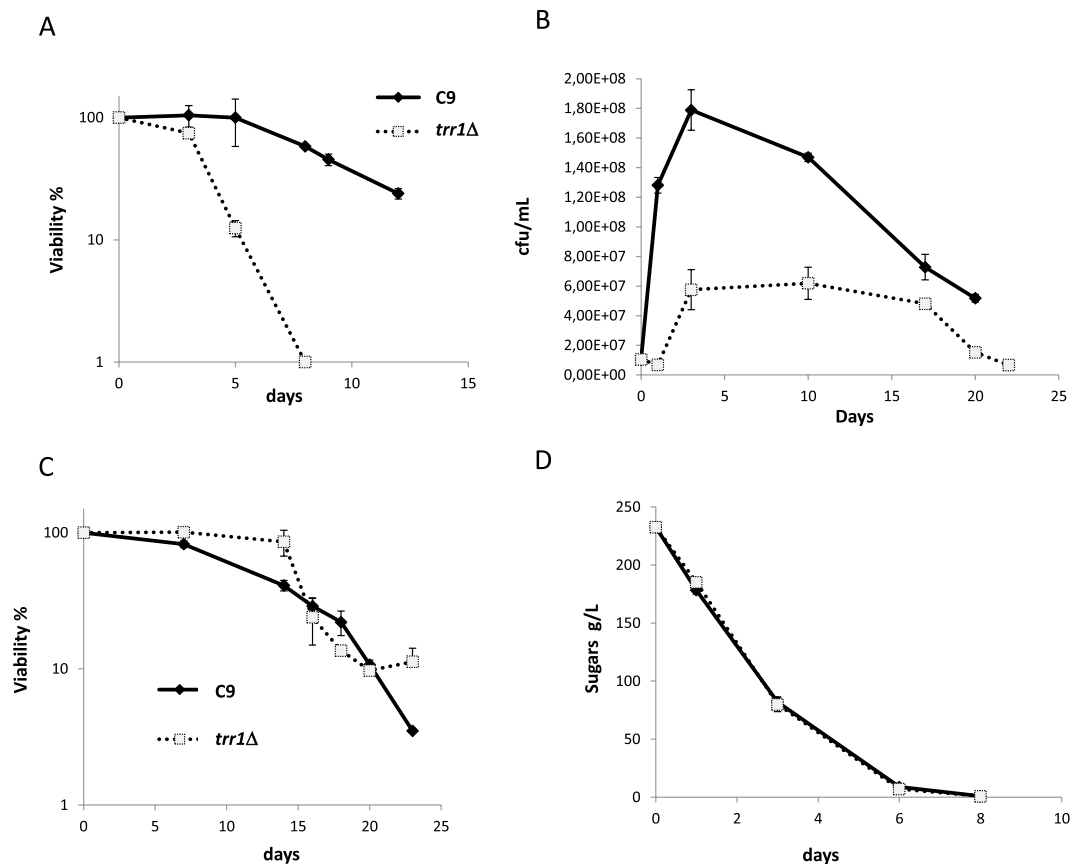 A
C9
trr1Δ
100
10
1
Viability %
0 5 10 15
days
B
2,00E+08
1,80E+08
1,60E+08
1,40E+08
1,20E+08
1,00E+08
8,00E+07
6,00E+07
4,00E+07
2,00E+07
0,00E+00
cfu/mL
0 5 10 15 20 25
Days
C
100
10
1
Viability %
C9
trr1Δ
0 5 10 15 20 25
days
D
250
200
150
100
50
0
Sugars g/L
0 2 4 6 8 10
days